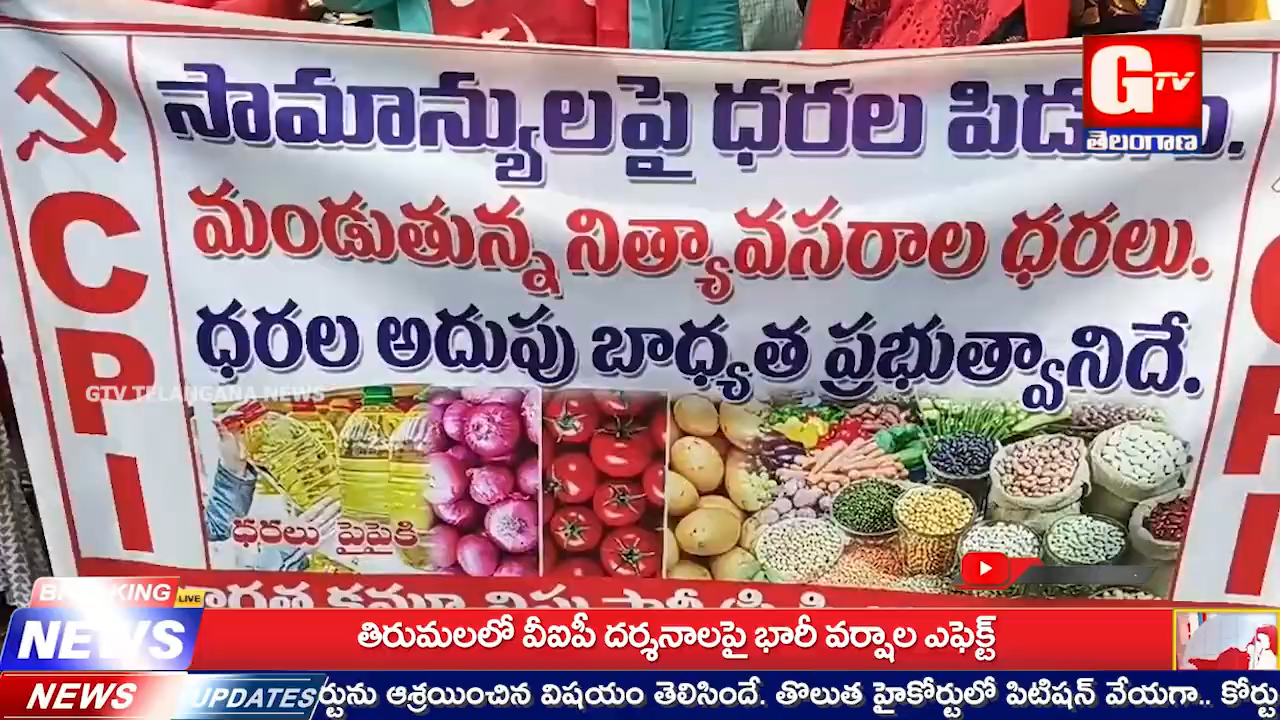 సామాన్యులపై ధరల
మండుతున్న నిత్యావసరాల ధరలు.
ధరల అదుపు బాధ్యత ప్రభుత్వానిదే.
CPI
ధరలు పైపైకి
G TV
తెలంగాణ
GTV TELANGANA NEWS
BREAKING
LIVE
NEWS
తిరుమలలో వీఐపీ దర్శనాలపై భారీ వర్షాల ఎఫెక్ట్
NEWS UPDATES
ర్టును ఆశ్రయించిన విషయం తెలిసిందే. తొలుత హైకోర్టులో పిటిషన్ వేయగా.. కోర్టు